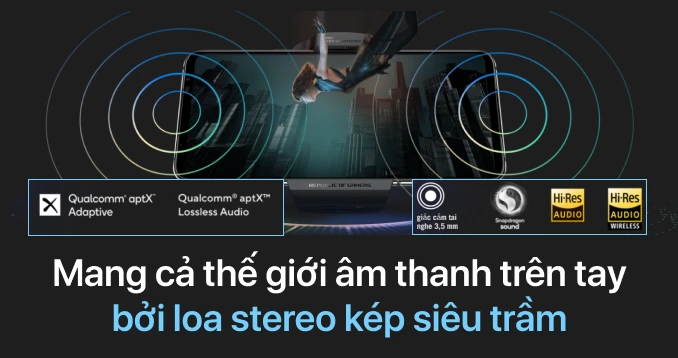 REPUBLIC OF GAMERS
Qualcomm® aptX™
Adaptive
Qualcomm® aptX™
Lossless Audio
giắc cắm tai
nghe 3,5 mm
Snapdragon
sound
Hi-Res
AUDIO
Hi-Res
AUDIO
WIRELESS
Mang cả thế giới âm thanh trên tay
bởi loa stereo kép siêu trầm